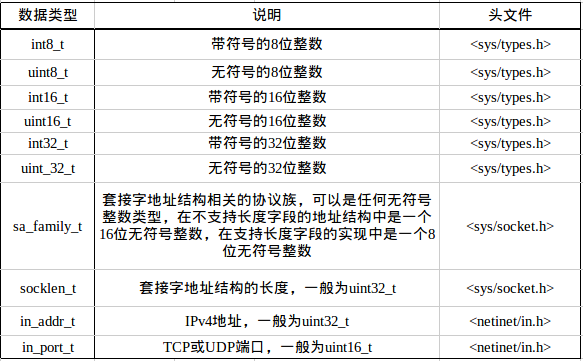 数据类型 说明 头文件
int8_t 带符号的8位整数 <sys/types.h>
uint8_t 无符号的8位整数 <sys/types.h>
int16_t 带符号的16位整数 <sys/types.h>
uint16_t 无符号的16位整数 <sys/types.h>
int32_t 带符号的32位整数 <sys/types.h>
uint_32_t 无符号的32位整数 <sys/types.h>
套接字地址结构相关的协议族，可以是任何无符号
整数类型，在不支持长度字段的地址结构中是一个
sa_family_t 16位无符号整数，在支持长度字段的实现中是一个8 <sys/socket.h>
位无符号整数
socklen_t 套接字地址结构的长度，一般为uint32_t <sys/socket.h>
in_addr_t IPv4地址，一般为uint32_t <netinet/in.h>
in_port_t TCP或UDP端口，一般为uint16_t <netinet/in.h>